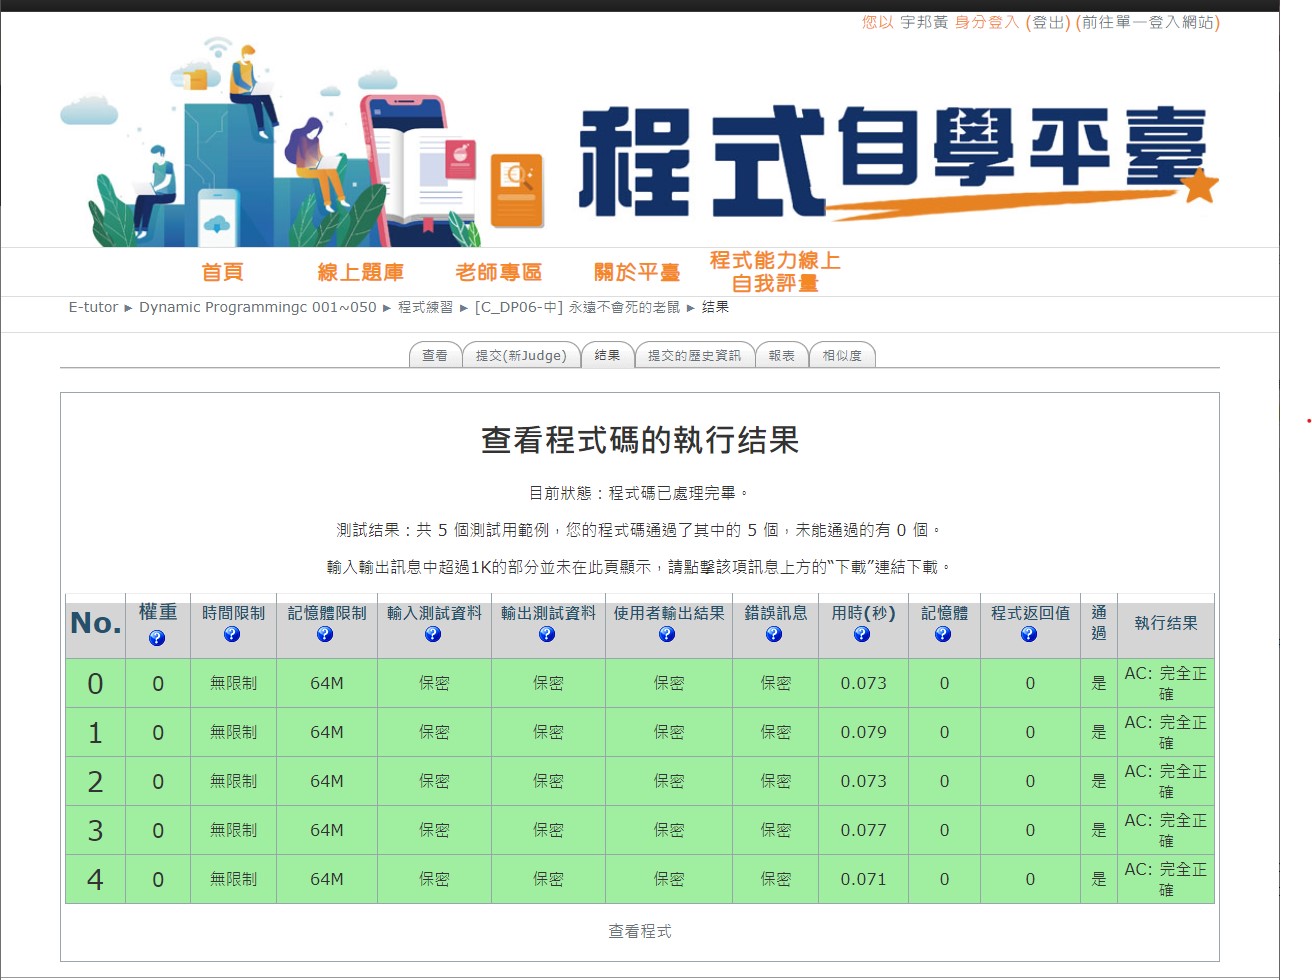 您以 宇邦黃 身分登入 (登出) (前往單一登入網站)
程式自學平臺
首頁
線上題庫
老師專區
關於平臺
程式能力線上
自我評量
E-tutor ► Dynamic Programmingc 001~050 ► 程式練習 ► [C_DP06-中] 永遠不會死的老鼠 ► 结果
查看 提交(新Judge) 结果 提交的歷史資訊 報表 相似度
查看程式碼的執行结果
目前狀態：程式碼已處理完畢。
測試结果：共 5 個測試用範例，您的程式碼通過了其中的 5 個，未能通過的有 0 個。
輸入輸出訊息中超過1K的部分並未在此頁顯示，請點擊該項訊息上方的“下載”連結下載。
No. 權重 時間限制 記憶體限制 輸入測試資料 輸出測試資料 使用者輸出結果 錯誤訊息 用時(秒) 記憶體 程式返回值 通過 執行结果
0 0 無限制 64M 保密 保密 保密 保密 0.073 0 0 是 AC: 完全正確
1 0 無限制 64M 保密 保密 保密 保密 0.079 0 0 是 AC: 完全正確
2 0 無限制 64M 保密 保密 保密 保密 0.073 0 0 是 AC: 完全正確
3 0 無限制 64M 保密 保密 保密 保密 0.077 0 0 是 AC: 完全正確
4 0 無限制 64M 保密 保密 保密 保密 0.071 0 0 是 AC: 完全正確
查看程式